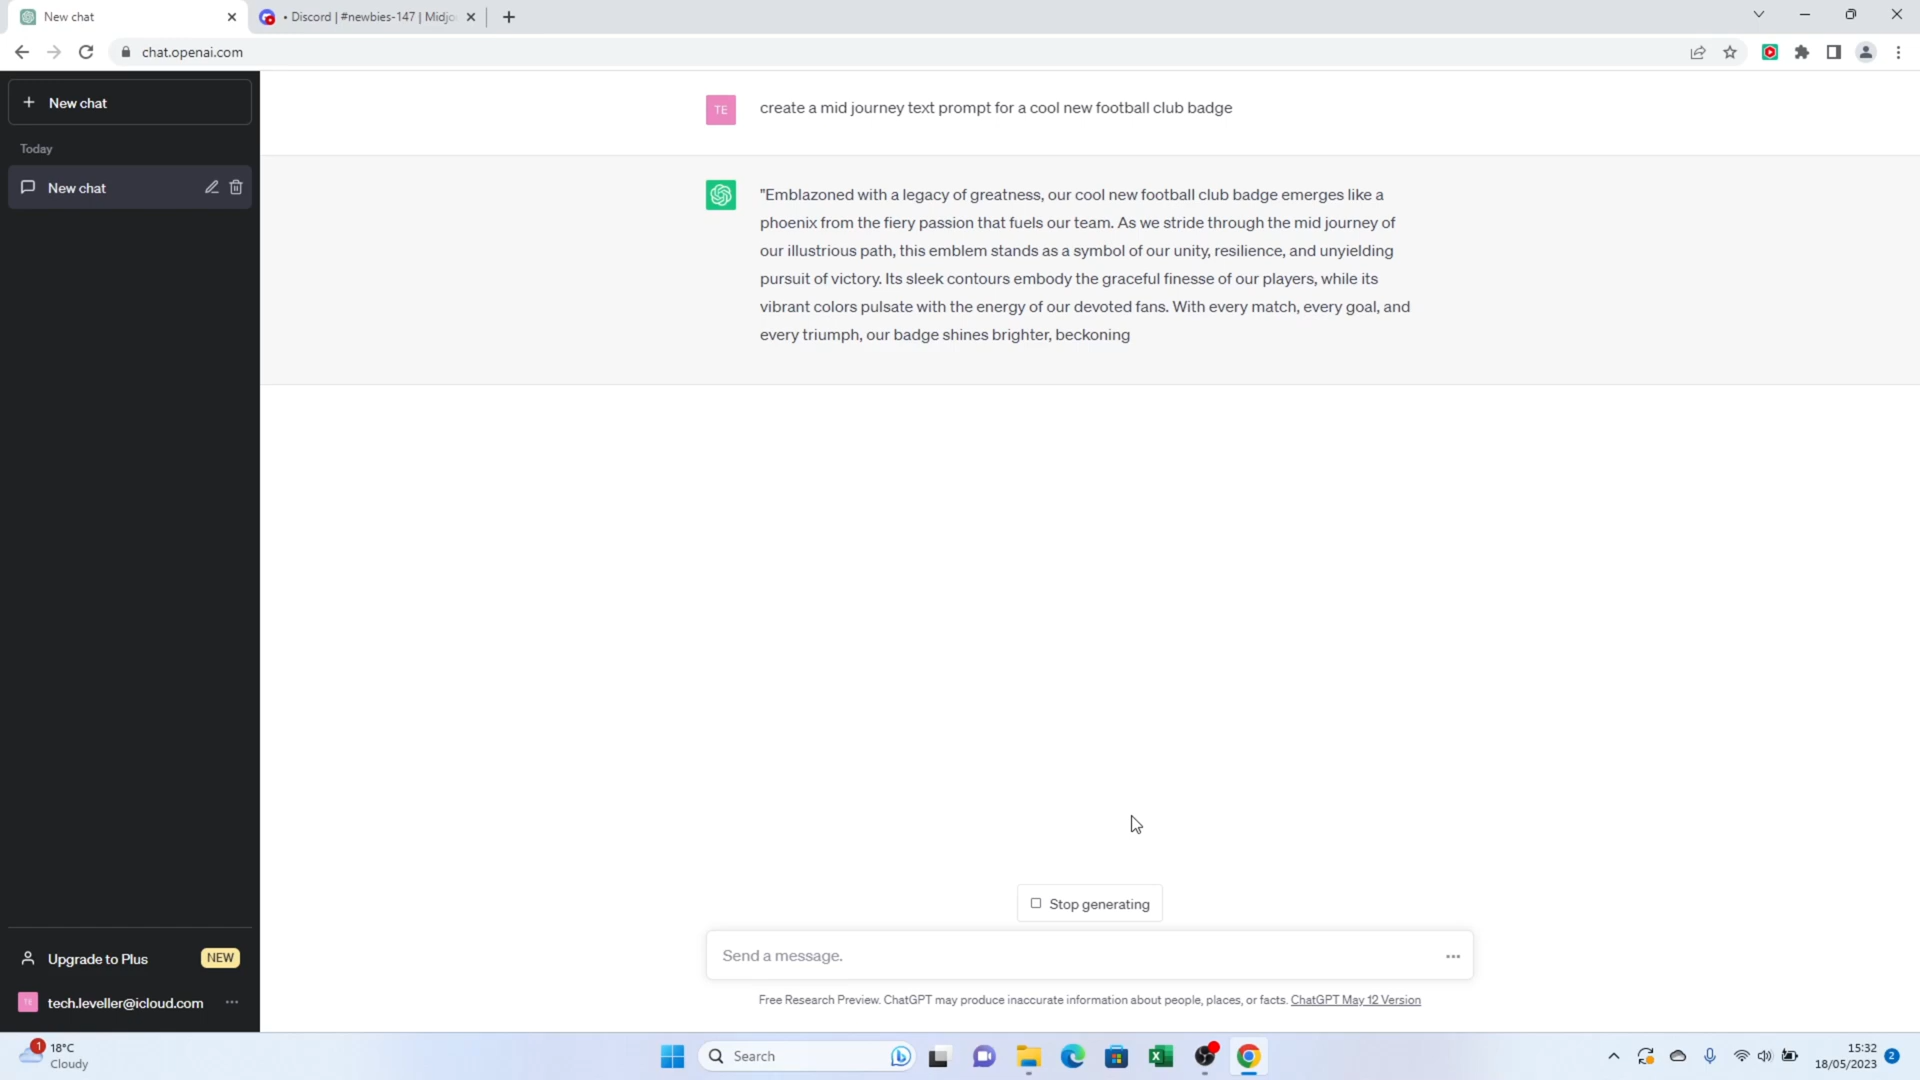 New chat
• Discord | #newbies-147 | Midjo
chat.openai.com
New chat
Today
New chat
Upgrade to Plus
NEW
TE
tech.leveller@icloud.com
TE
create a mid journey text prompt for a cool new football club badge
"Emblazoned with a legacy of greatness, our cool new football club badge emerges like a
phoenix from the fiery passion that fuels our team. As we stride through the mid journey of
our illustrious path, this emblem stands as a symbol of our unity, resilience, and unyielding
pursuit of victory. Its sleek contours embody the graceful finesse of our players, while its
vibrant colors pulsate with the energy of our devoted fans. With every match, every goal, and
every triumph, our badge shines brighter, beckoning
Stop generating
Send a message.
Free Research Preview. ChatGPT may produce inaccurate information about people, places, or facts. ChatGPT May 12 Version
1
18°C
Cloudy
Search
15:32
18/05/2023
2